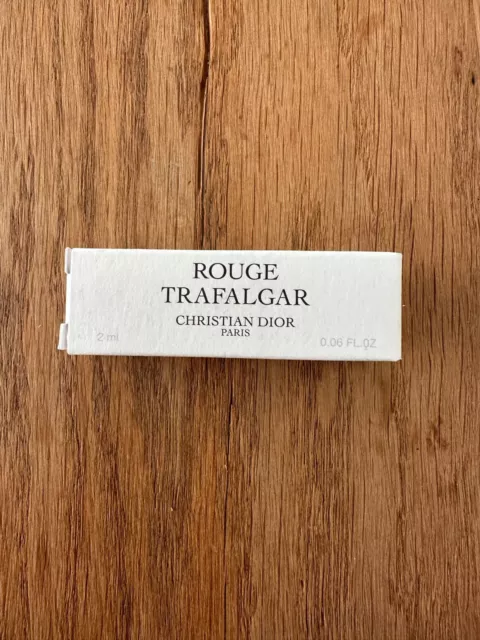 ROUGE
TRAFALGAR
CHRISTIAN DIOR
PARIS
2 ml
0.06 FL.OZ